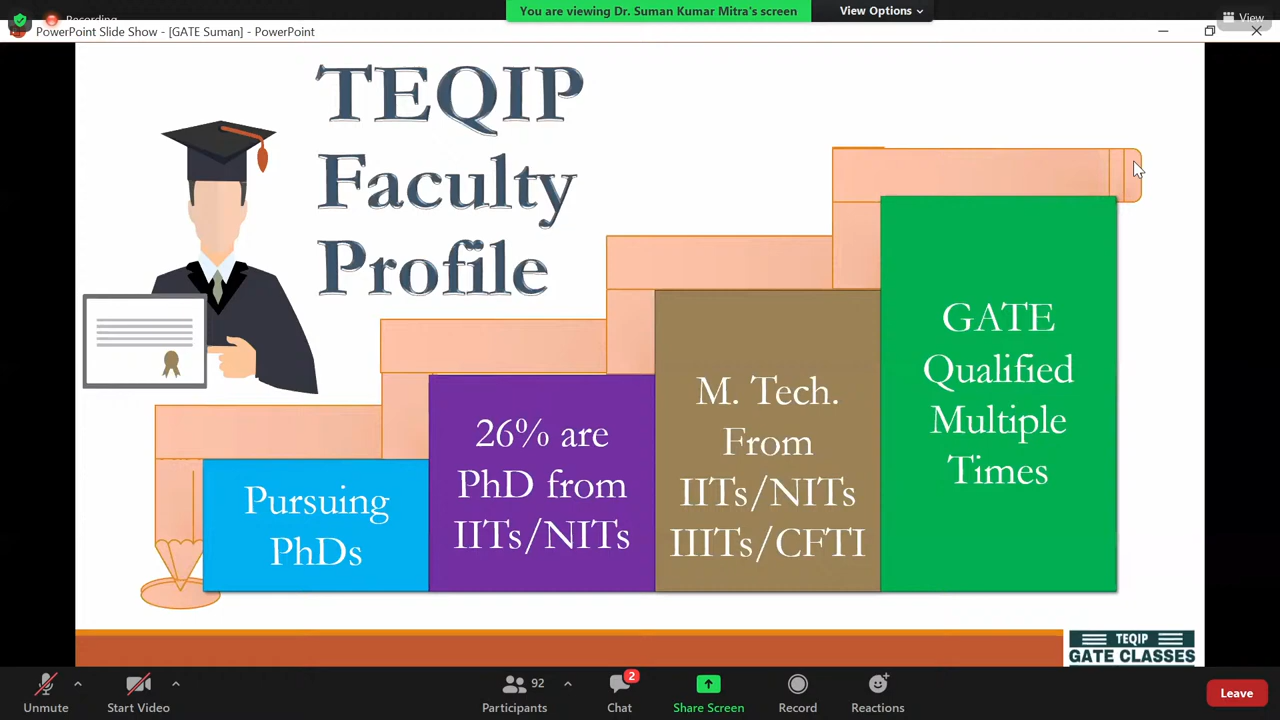 Recording
You are viewing Dr. Suman Kumar Mitra's screen
View Options
View
PowerPoint Slide Show - [GATE Suman] - PowerPoint
TEQIP
Faculty
Profile
Pursuing
PhDs
26% are
PhD from
IITs/NITs
M. Tech.
From
IITs/NITs
IIITs/CFTI
GATE
Qualified
Multiple
Times
TEQIP
GATE CLASSES
Unmute
Start Video
92
Participants
2
Chat
Share Screen
Record
Reactions
Leave